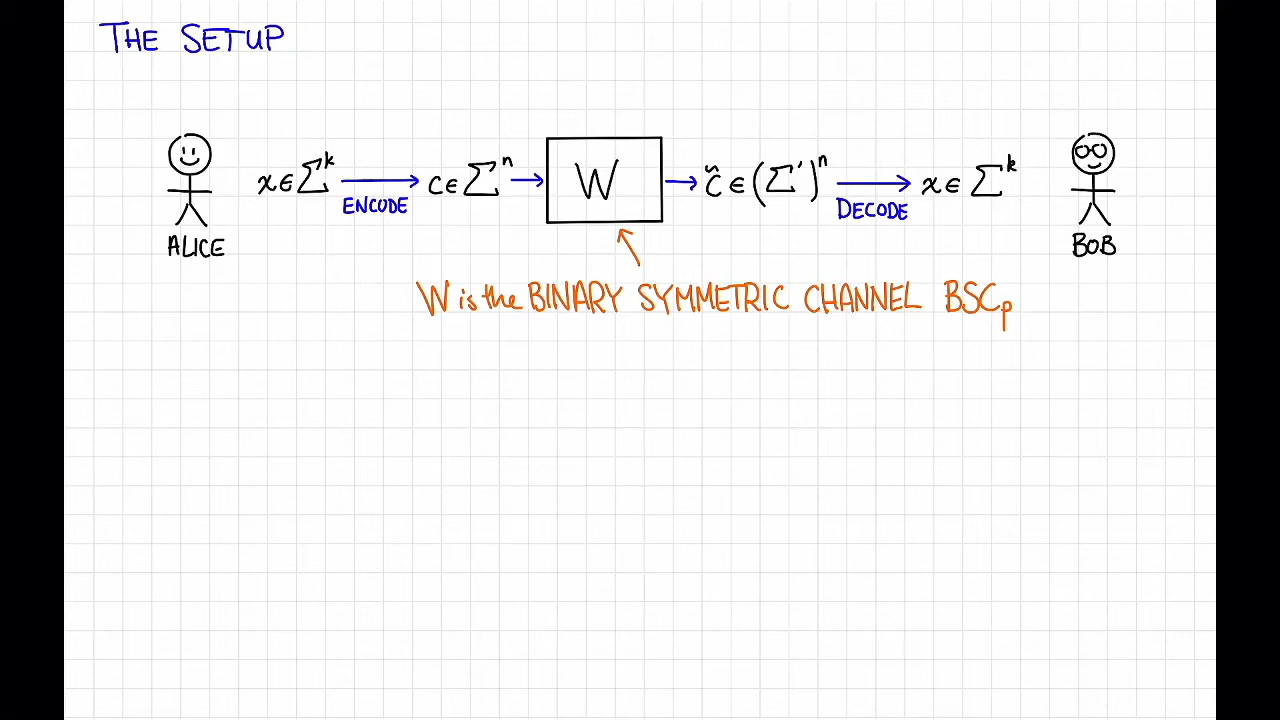 THE SETUP
x∈Σ^k ENCODE c∈Σ^n W c̃∈(Σ')^n DECODE x∈Σ^k
ALICE BOB
W is the BINARY SYMMETRIC CHANNEL BSC_p